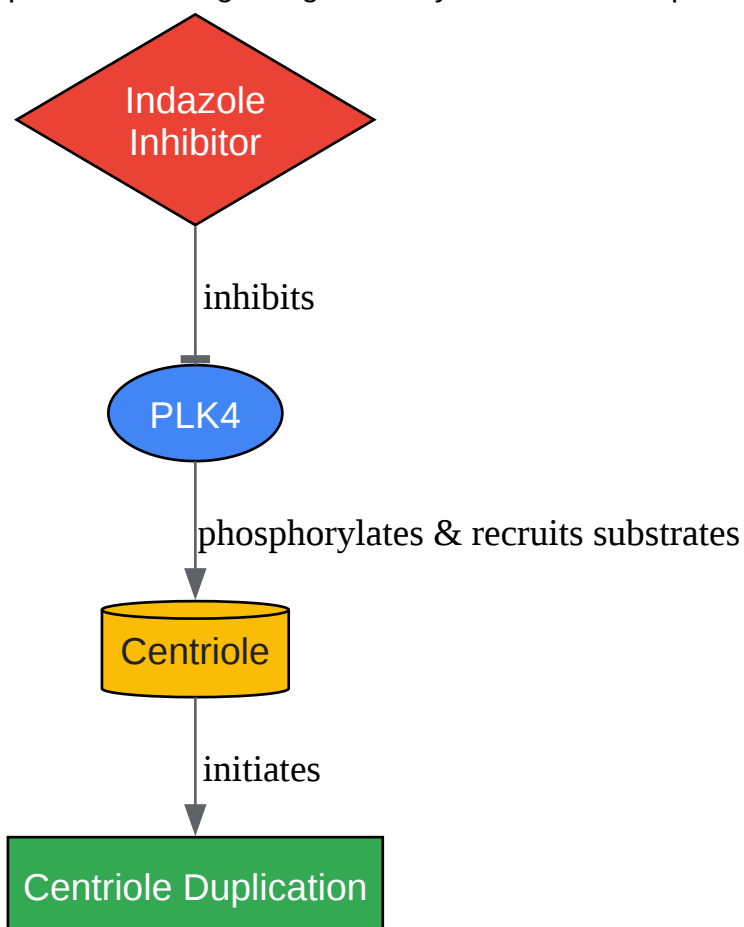 Indazole
Inhibitor
inhibits
PLK4
phosphorylates & recruits substrates
Centriole
initiates
Centriole Duplication